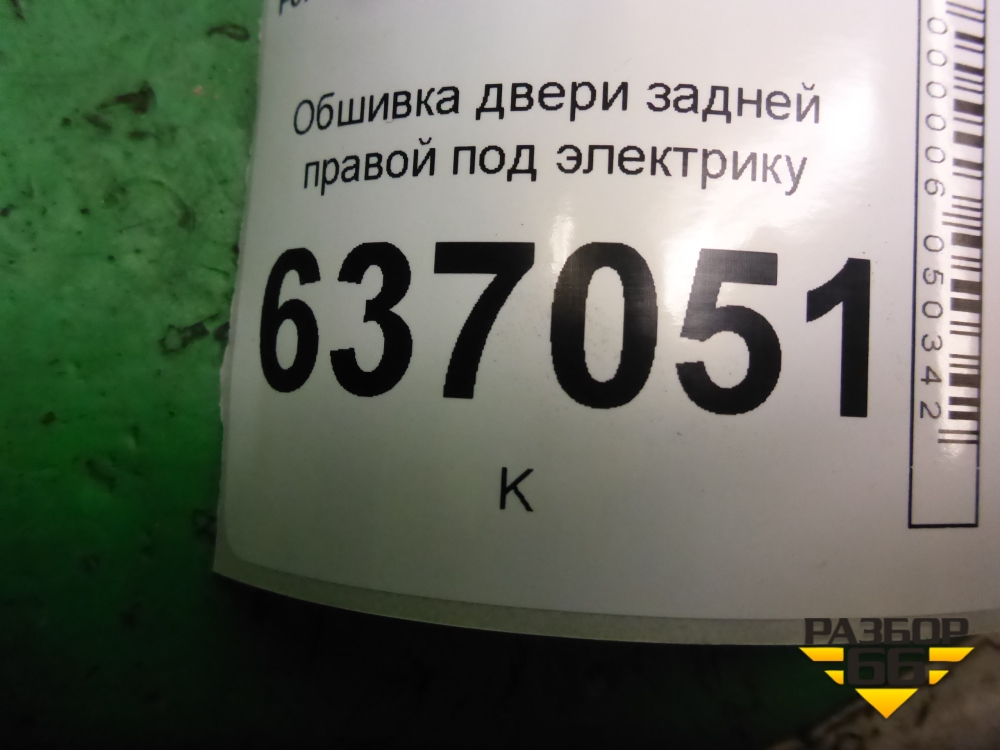 Обшивка двери задней
правой под электрику
637051
К
000006 050342
РАЗБОР
66